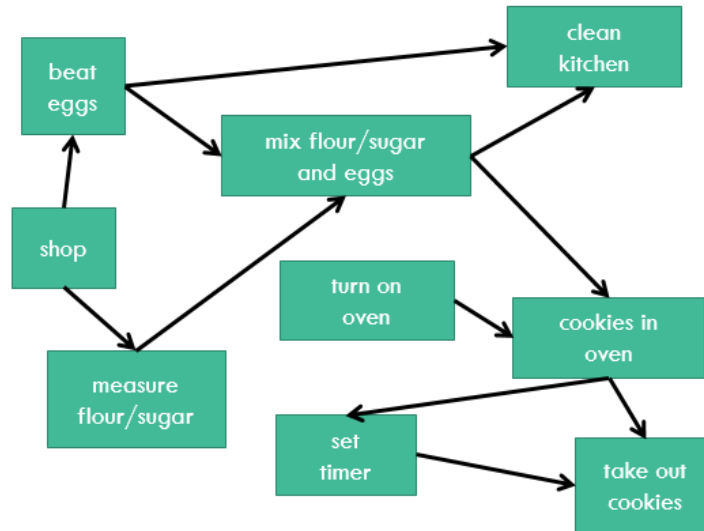 clean
kitchen
beat
eggs
mix flour/sugar
and eggs
shop
turn on
oven
cookies in
oven
measure
flour/sugar
set
timer
take out
cookies